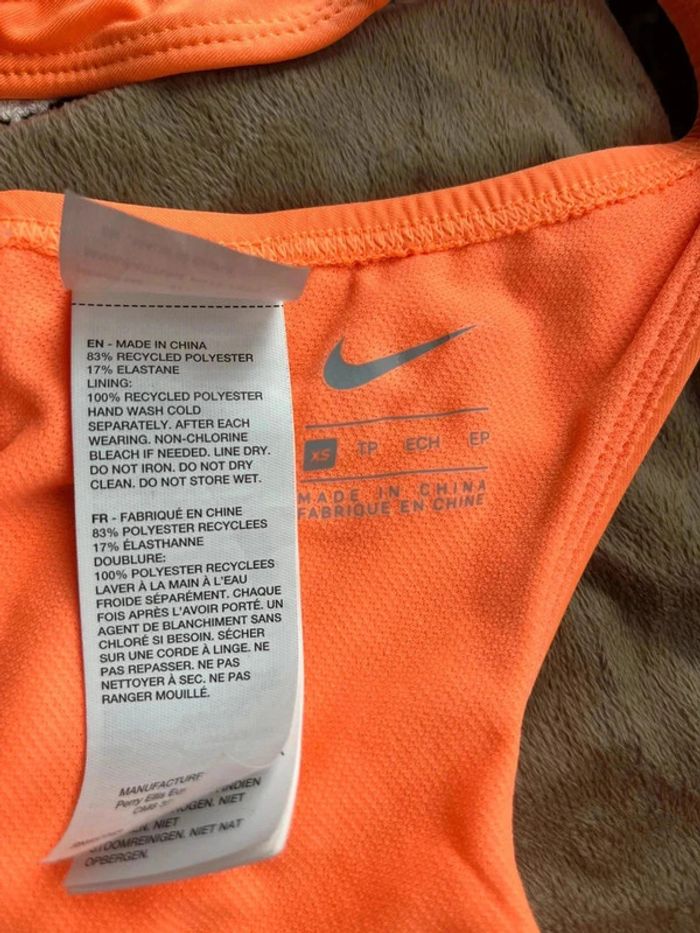 EN - MADE IN CHINA
83% RECYCLED POLYESTER
17% ELASTANE
LINING:
100% RECYCLED POLYESTER
HAND WASH COLD
SEPARATELY. AFTER EACH
WEARING. NON-CHLORINE
BLEACH IF NEEDED. LINE DRY.
DO NOT IRON. DO NOT DRY
CLEAN. DO NOT STORE WET.
FR - FABRIQUÉ EN CHINE
83% POLYESTER RECYCLEES
17% ÉLASTHANNE
DOUBLURE:
100% POLYESTER RECYCLEES
LAVER À LA MAIN À L'EAU
FROIDE SÉPARÉMENT. CHAQUE
FOIS APRÈS L'AVOIR PORTÉ. UN
AGENT DE BLANCHIMENT SANS
CHLORÉ SI BESOIN. SÉCHER
SUR UNE CORDE À LINGE. NE
PAS REPASSER. NE PAS
NETTOYER À SEC. NE PAS
RANGER MOUILLÉ.
MANUFACTURE
Perry Ellis
NIET
NIET NAT
OPBERGEN.
XS TP ECH EP
MADE IN CHINA
FABRIQUE EN CHINE